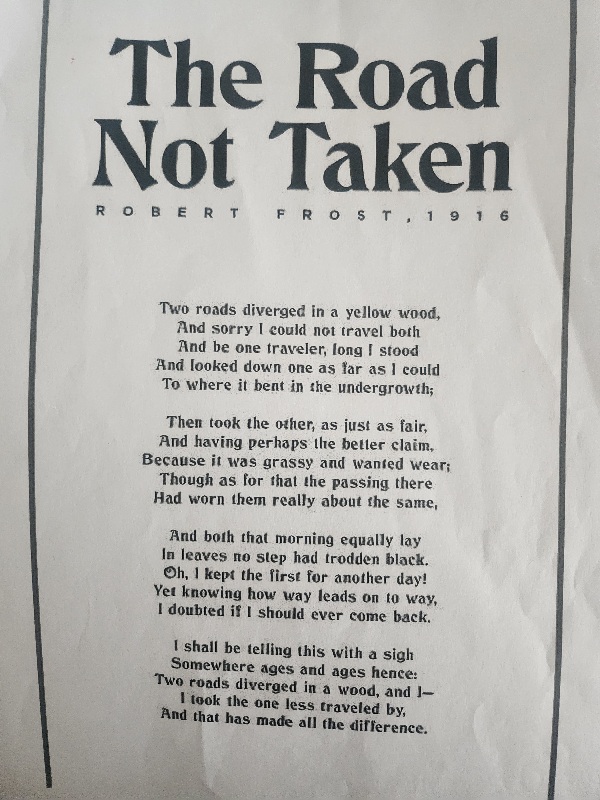 The Road
Not Taken
ROBERT FROST, 1916
Two roads diverged in a yellow wood,
And sorry I could not travel both
And be one traveler, long I stood
And looked down one as far as I could
To where it bent in the undergrowth;
Then took the other, as just as fair,
And having perhaps the better claim,
Because it was grassy and wanted wear;
Though as for that the passing there
Had worn them really about the same,
And both that morning equally lay
In leaves no step had trodden black.
Oh, I kept the first for another day!
Yet knowing how way leads on to way,
I doubted if I should ever come back.
I shall be telling this with a sigh
Somewhere ages and ages hence:
Two roads diverged in a wood, and I—
I took the one less traveled by,
And that has made all the difference.